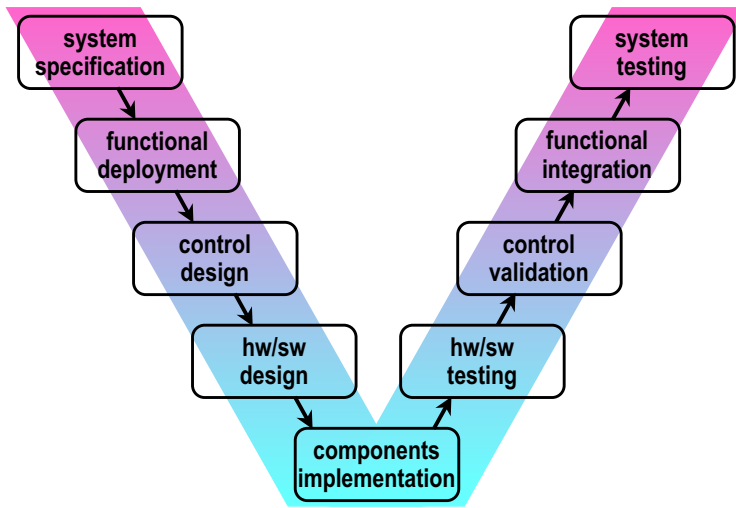 system
specification
functional
deployment
control
design
hw/sw
design
components
implementation
hw/sw
testing
control
validation
functional
integration
system
testing